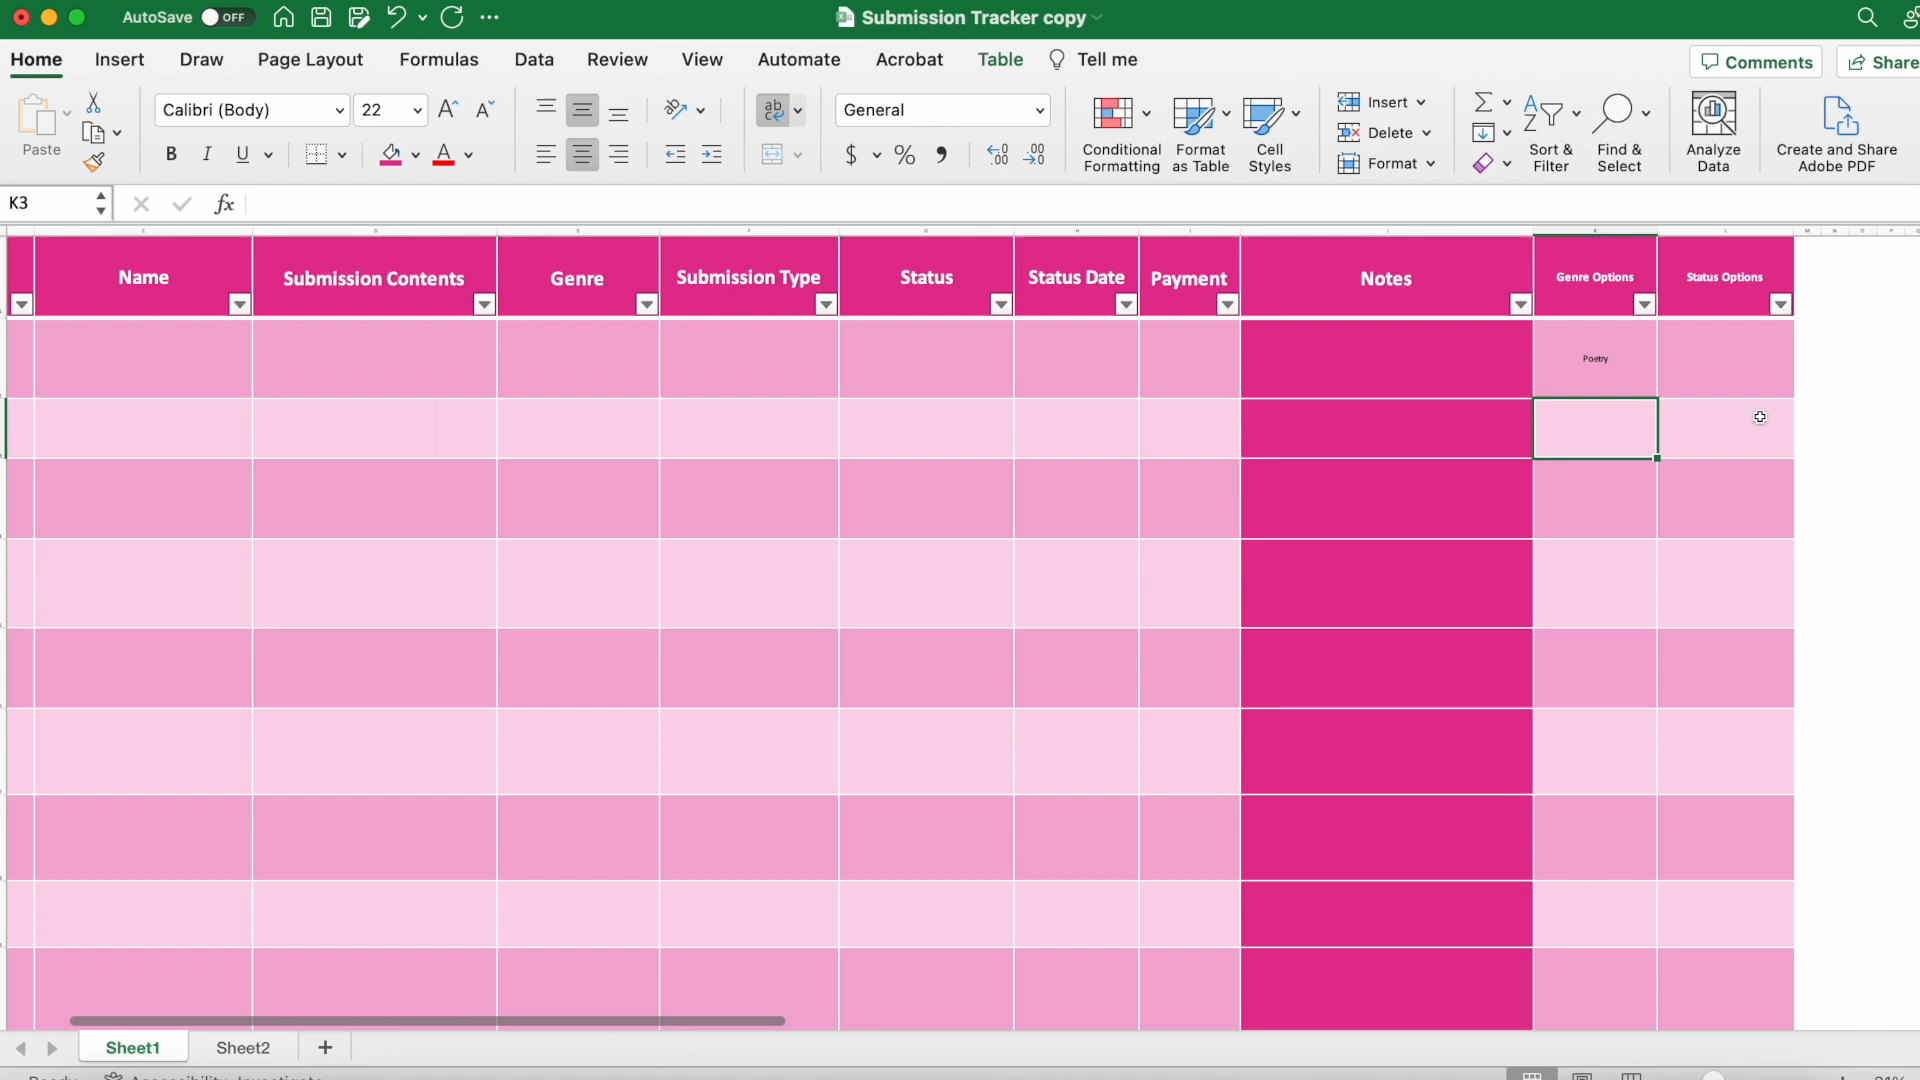 AutoSave OFF
Submission Tracker copy
Home Insert Draw Page Layout Formulas Data Review View Automate Acrobat Table Tell me
Comments Share
Paste
Calibri (Body) 22
B I U
ab
General
$ % 9
Conditional Formatting
Format as Table
Cell Styles
Insert
Delete
Format
Sort & Filter
Find & Select
Analyze Data
Create and Share Adobe PDF
K3 fx
C D E F G H I J K L M N O P
Name Submission Contents Genre Submission Type Status Status Date Payment Notes Genre Options Status Options
Poetry
Sheet1 Sheet2 +